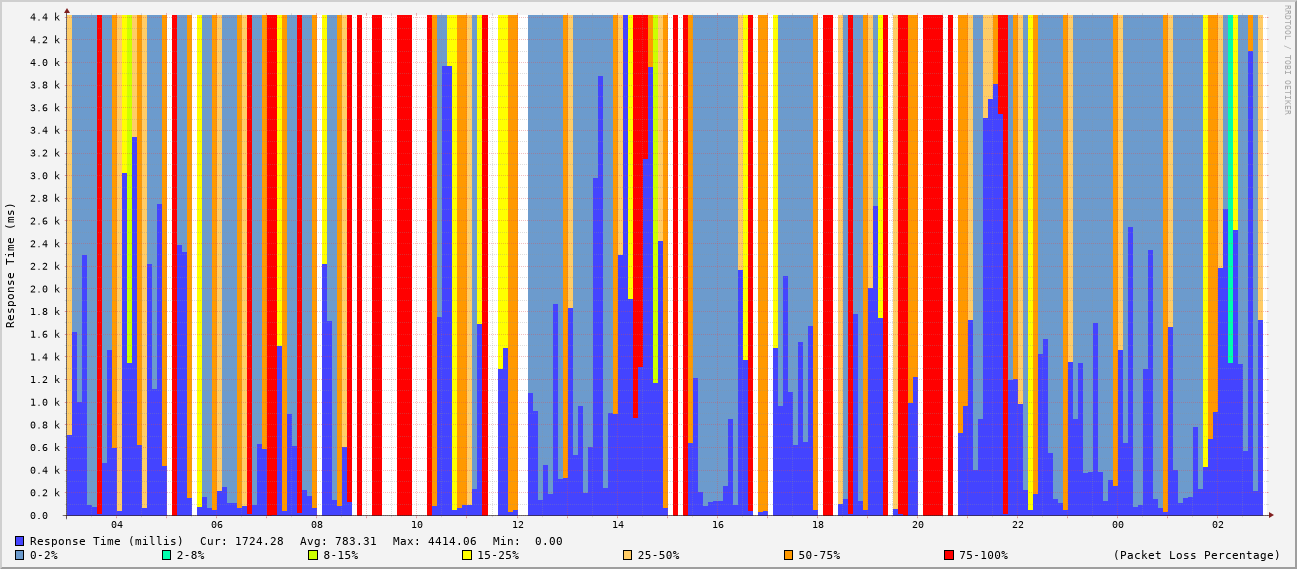 RRDTOOL / TOBI OETIKER
Response Time (ms)
4.4 k
4.2 k
4.0 k
3.8 k
3.6 k
3.4 k
3.2 k
3.0 k
2.8 k
2.6 k
2.4 k
2.2 k
2.0 k
1.8 k
1.6 k
1.4 k
1.2 k
1.0 k
0.8 k
0.6 k
0.4 k
0.2 k
0.0
04 06 08 10 12 14 16 18 20 22 00 02
Response Time (millis) Cur: 1724.28 Avg: 783.31 Max: 4414.06 Min: 0.00
0-2% 2-8% 8-15% 15-25% 25-50% 50-75% 75-100% (Packet Loss Percentage)